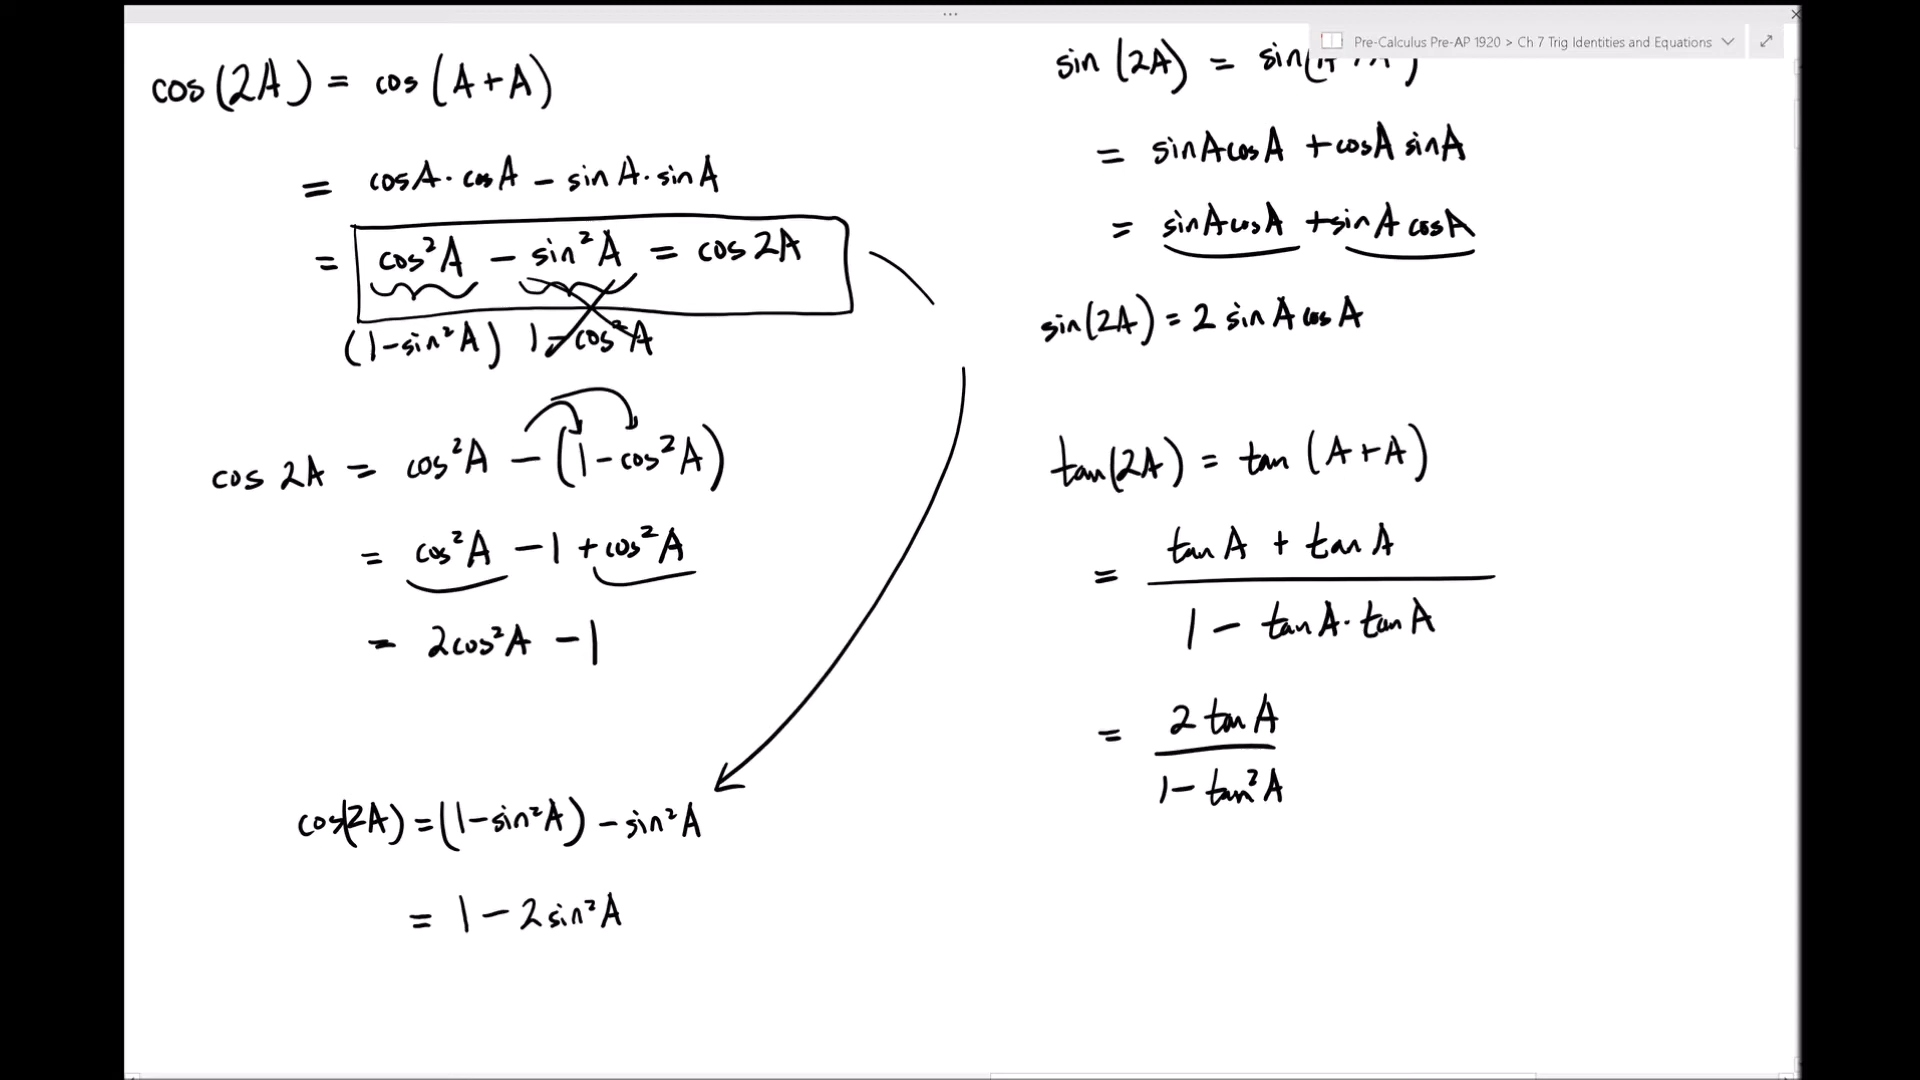 Pre-Calculus Pre-AP 1920 > Ch 7 Trig Identities and Equations
cos(2A) = cos(A+A)
= cosA·cosA − sinA·sinA
= cos²A − sin²A = cos2A
(1−sin²A) 1−cos²A
cos 2A = cos²A − (1−cos²A)
= cos²A −1 +cos²A
= 2cos²A −1
cos(2A) = (1−sin²A) − sin²A
= 1 − 2sin²A
sin(2A) = sin(A+A)
= sinAcosA + cosA sinA
= sinAcosA + sinA cosA
sin(2A) = 2 sinA cosA
tan(2A) = tan(A+A)
= tanA + tanA
1 − tanA·tanA
= 2 tanA
1 − tan²A